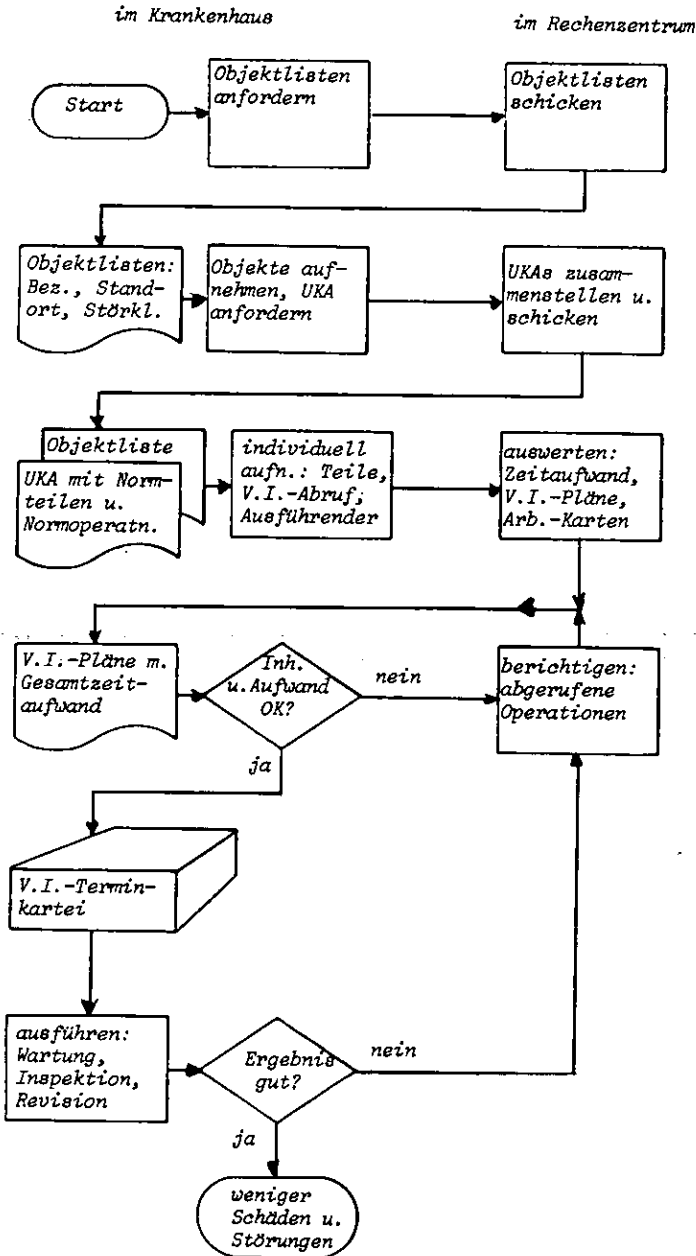 im Krankenhaus
im Rechenzentrum
Start
Objektlisten
anfordern
Objektlisten
schicken
Objektlisten:
Bez., Stand-
ort, Störkl.
Objekte auf-
nehmen, UKA
anfordern
UKAs zusam-
menstellen u.
schicken
Objektliste
UKA mit Norm-
teilen u.
Normoperatn.
individuell
aufn.: Teile,
V.I.-Abruf;
Ausführender
auswerten:
Zeitaufwand,
V.I.-Pläne,
Arb.-Karten
V.I.-Pläne m.
Gesamtzeit-
aufwand
Inh.
u. Aufwand
OK?
nein
berichtigen:
abgerufene
Operationen
ja
V.I.-Termin-
kartei
ausführen:
Wartung,
Inspektion,
Revision
Ergebnis
gut?
nein
ja
weniger
Schäden u.
Störungen